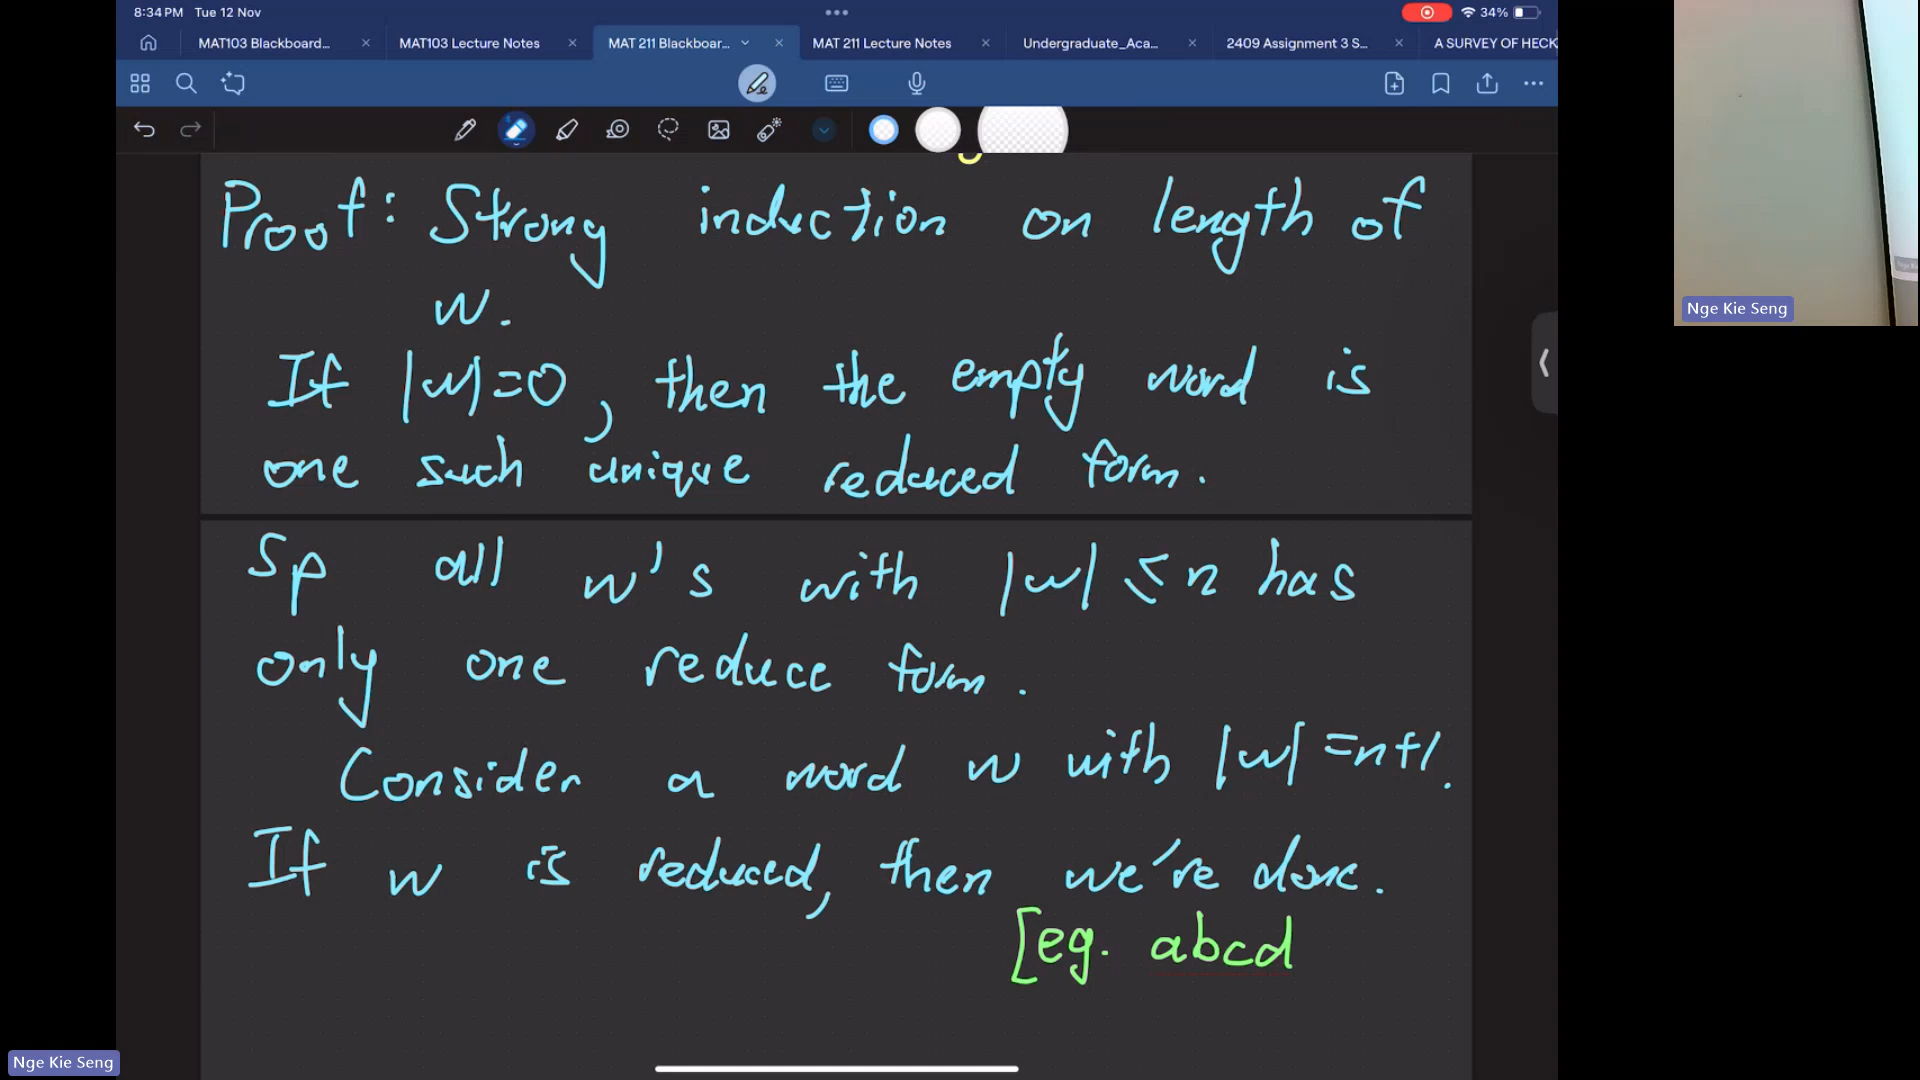 8:34 PM Tue 12 Nov
34%
MAT103 Blackboard...
MAT103 Lecture Notes
MAT 211 Blackboar...
MAT 211 Lecture Notes
Undergraduate_Aca...
2409 Assignment 3 S...
A SURVEY OF HECK
Proof: Strong induction on length of
w.
If |w|=0, then the empty word is
one such unique reduced form.
Sp all w's with |w| ≤ n has
only one reduce form.
Consider a word w with |w| =n+1.
If w is reduced, then we're done.
[eg. abcd
Nge Kie Seng
Nge Kie Seng